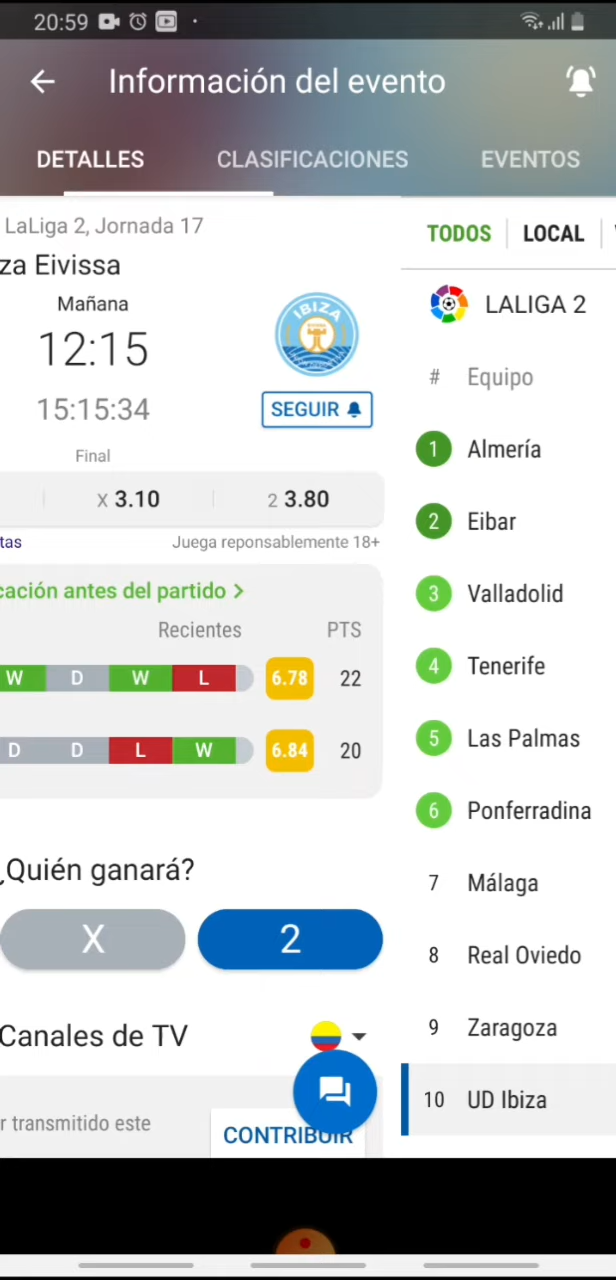 20:59
Información del evento
DETALLES
CLASIFICACIONES
EVENTOS
LaLiga 2, Jornada 17
za Eivissa
Mañana
12:15
15:15:34
IBIZA
SEGUIR
Final
X 3.10
2 3.80
tas
Juega reponsablemente 18+
cación antes del partido >
Recientes
PTS
W D W L 6.78 22
D D L W 6.84 20
¿Quién ganará?
X
2
Canales de TV
r transmitido este
CONTRIBUIR
TODOS
LOCAL
LALIGA 2
# Equipo
1 Almería
2 Eibar
3 Valladolid
4 Tenerife
5 Las Palmas
6 Ponferradina
7 Málaga
8 Real Oviedo
9 Zaragoza
10 UD Ibiza